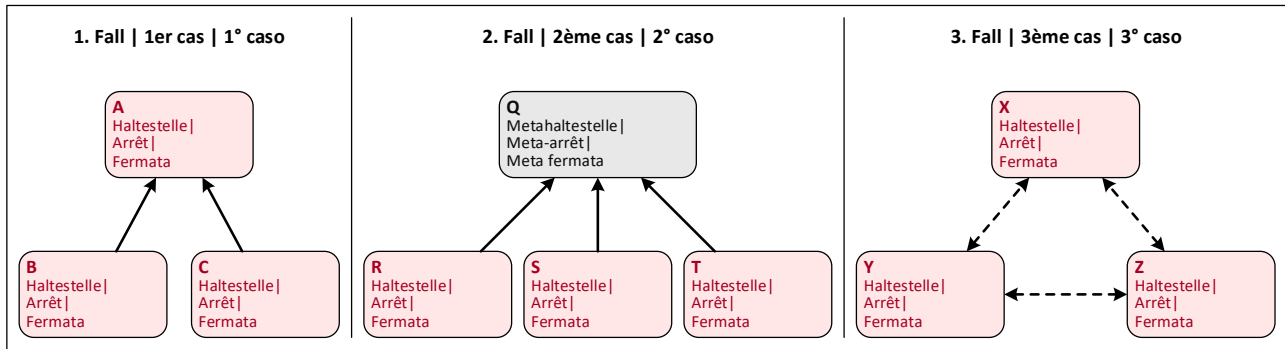 1. Fall | 1er cas | 1° caso
A
Haltestelle|
Arrêt|
Fermata
B
Haltestelle|
Arrêt|
Fermata
C
Haltestelle|
Arrêt|
Fermata
2. Fall | 2ème cas | 2° caso
Q
Metahaltestelle|
Meta-arrêt|
Meta fermata
R
Haltestelle|
Arrêt|
Fermata
S
Haltestelle|
Arrêt|
Fermata
T
Haltestelle|
Arrêt|
Fermata
3. Fall | 3ème cas | 3° caso
X
Haltestelle|
Arrêt|
Fermata
Y
Haltestelle|
Arrêt|
Fermata
Z
Haltestelle|
Arrêt|
Fermata